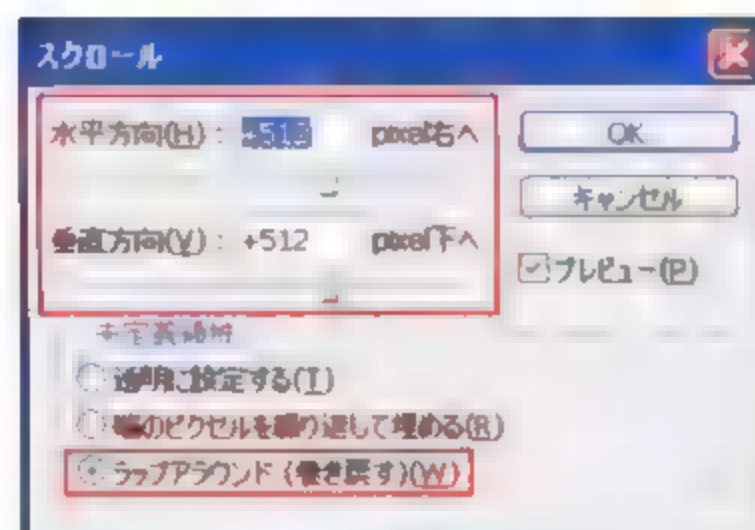 スクロール
水平方向(H): pixel右へ
OK
キャンセル
垂直方向(V): +512 pixel下へ
プレビュー(P)
未定義場所
透明に設定する(T)
端のピクセルを繰り返して埋める(R)
ラップアラウンド (巻き戻す)(W)